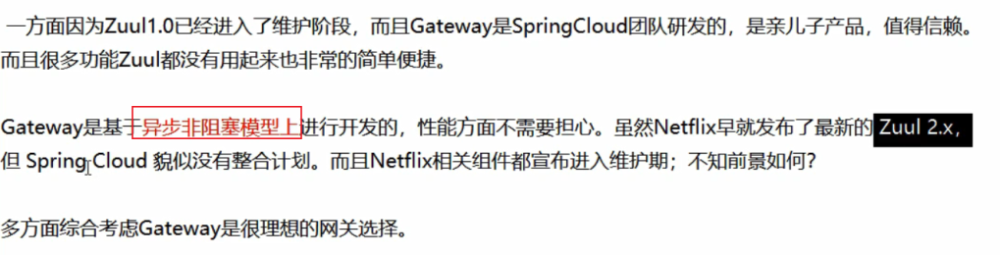 一方面因为Zuul1.0已经进入了维护阶段，而且Gateway是SpringCloud团队研发的，是亲儿子产品，值得信赖。
而且很多功能Zuul都没有用起来也非常的简单便捷。
Gateway是基于异步非阻塞模型上进行开发的，性能方面不需要担心。虽然Netflix早就发布了最新的 Zuul 2.x，
但 Spring Cloud 貌似没有整合计划。而且Netflix相关组件都宣布进入维护期；不知前景如何？
多方面综合考虑Gateway是很理想的网关选择。